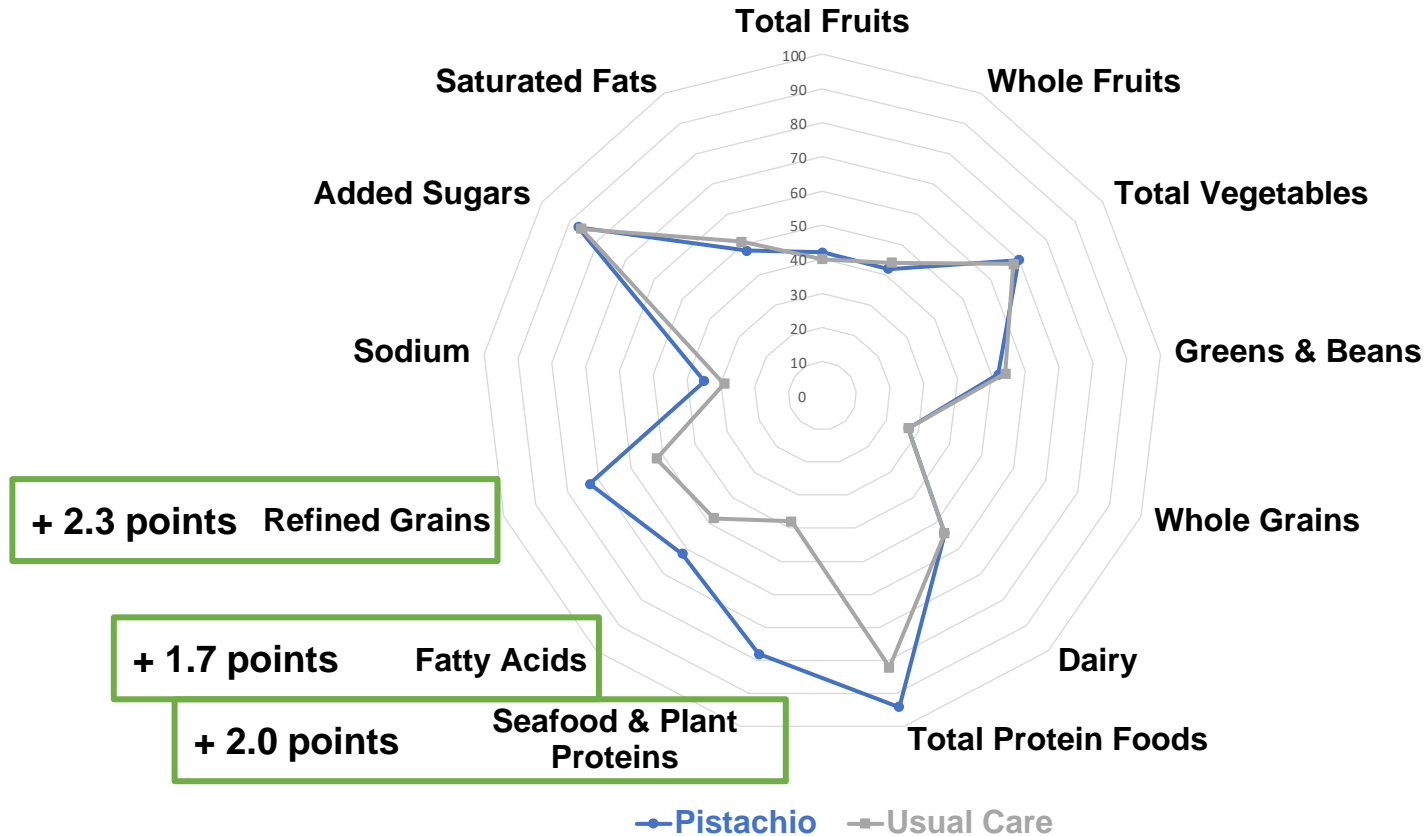 Total Fruits
Saturated Fats
Whole Fruits
Added Sugars
Total Vegetables
Sodium
Greens & Beans
+ 2.3 points Refined Grains
Whole Grains
+ 1.7 points Fatty Acids
Dairy
+ 2.0 points
Seafood & Plant
Proteins
Total Protein Foods
100
90
80
70
60
50
40
30
20
10
0
Pistachio
Usual Care